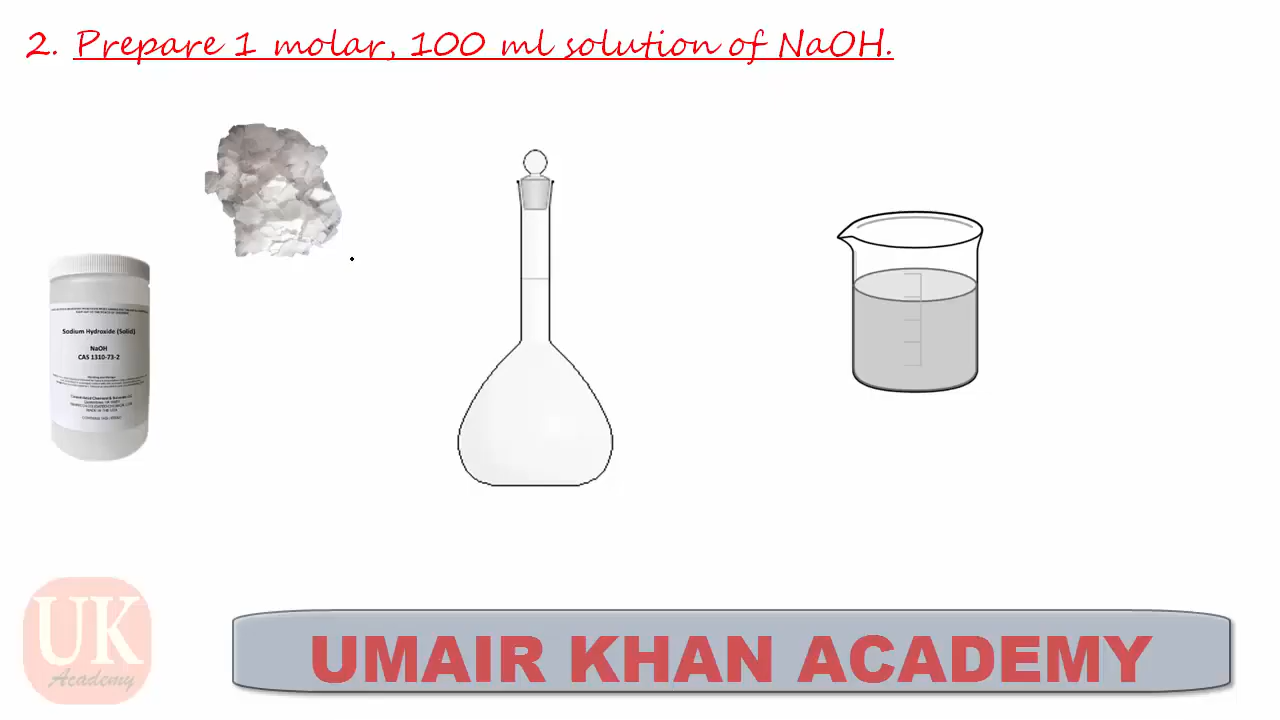 2. Prepare 1 molar, 100 ml solution of NaOH.
Sodium Hydroxide (Solid)
NaOH
CAS 1310-73-2
UK
Academy
UMAIR KHAN ACADEMY